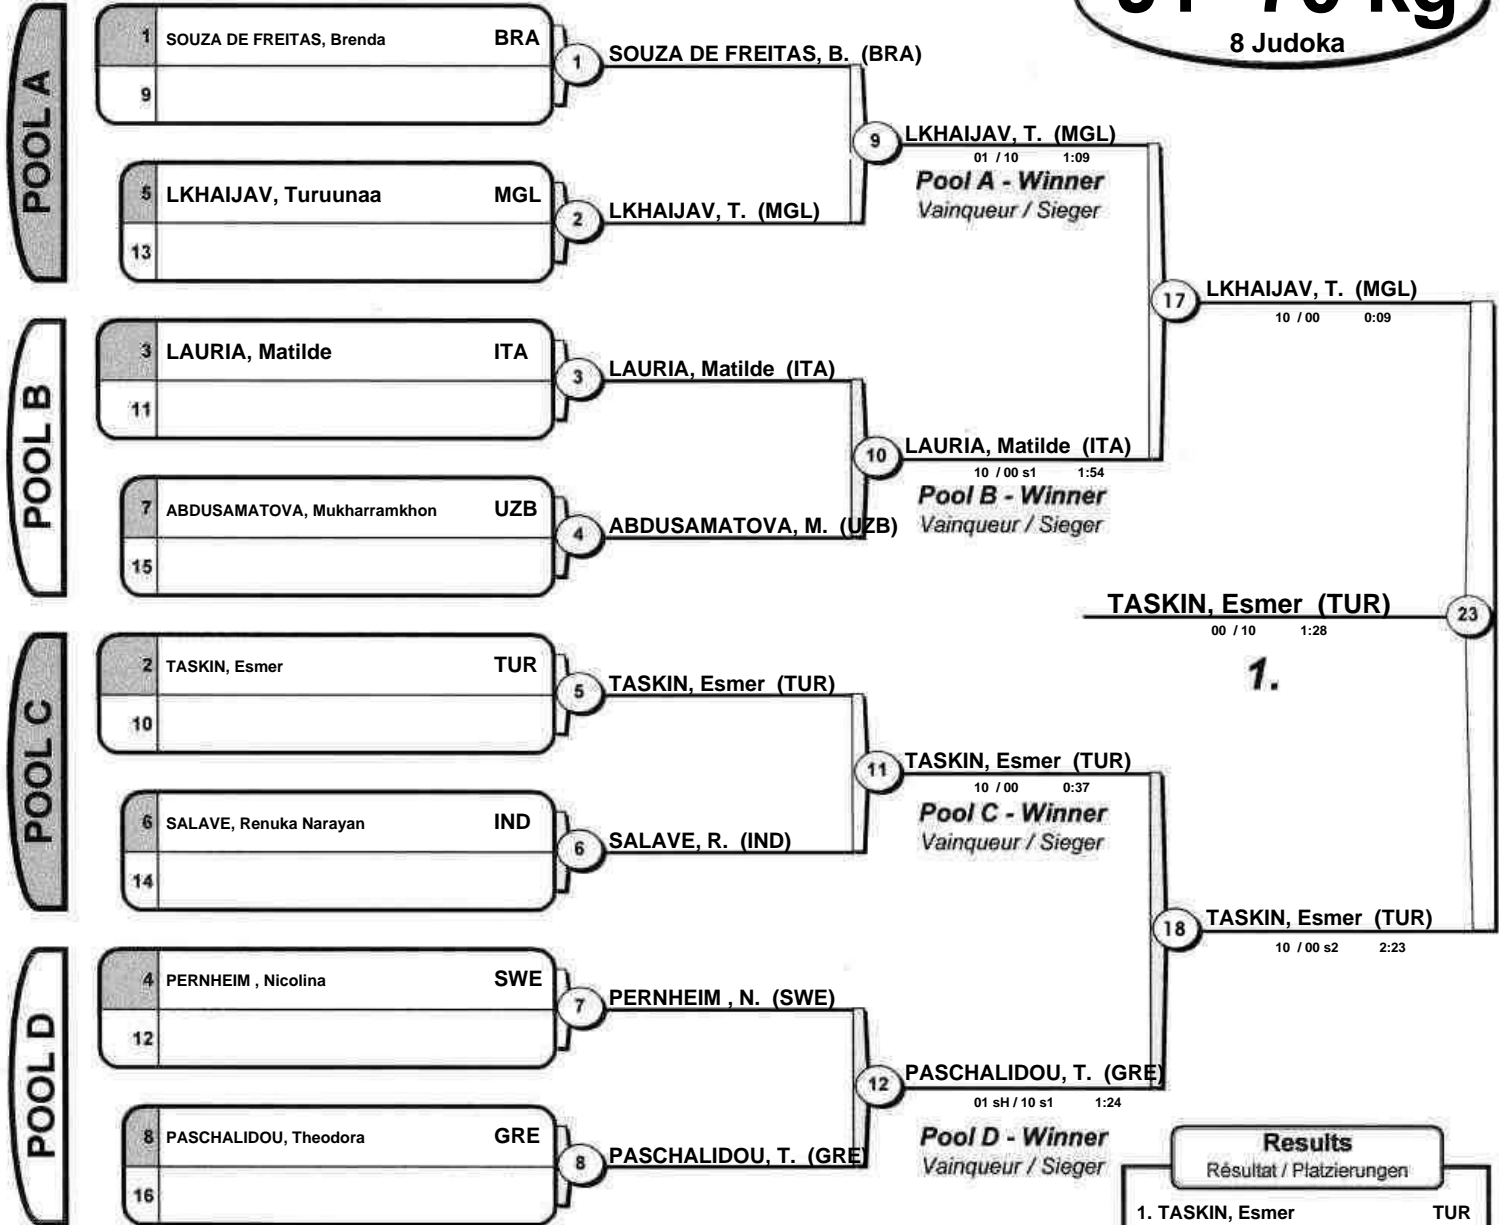 8 Judoka
POOL A
1 SOUZA DE FREITAS, Brenda BRA
9
1
SOUZA DE FREITAS, B. (BRA)
5 LKHAIJAV, Turuunaa MGL
13
2
LKHAIJAV, T. (MGL)
9
LKHAIJAV, T. (MGL)
01 / 10 1:09
Pool A - Winner
Vainqueur / Sieger
POOL B
3 LAURIA, Matilde ITA
11
3
LAURIA, Matilde (ITA)
7 ABDUSAMATOVA, Mukharramkhon UZB
15
4
ABDUSAMATOVA, M. (UZB)
10
LAURIA, Matilde (ITA)
10 / 00 s1 1:54
Pool B - Winner
Vainqueur / Sieger
17
LKHAIJAV, T. (MGL)
10 / 00 0:09
TASKIN, Esmer (TUR)
00 / 10 1:28
23
1.
POOL C
2 TASKIN, Esmer TUR
10
5
TASKIN, Esmer (TUR)
6 SALAVE, Renuka Narayan IND
14
6
SALAVE, R. (IND)
11
TASKIN, Esmer (TUR)
10 / 00 0:37
Pool C - Winner
Vainqueur / Sieger
18
TASKIN, Esmer (TUR)
10 / 00 s2 2:23
POOL D
4 PERNHEIM , Nicolina SWE
12
7
PERNHEIM , N. (SWE)
8 PASCHALIDOU, Theodora GRE
16
8
PASCHALIDOU, T. (GRE
12
PASCHALIDOU, T. (GRE)
01 sH / 10 s1 1:24
Pool D - Winner
Vainqueur / Sieger
Results
Résultat / Platzierungen
1. TASKIN, Esmer TUR